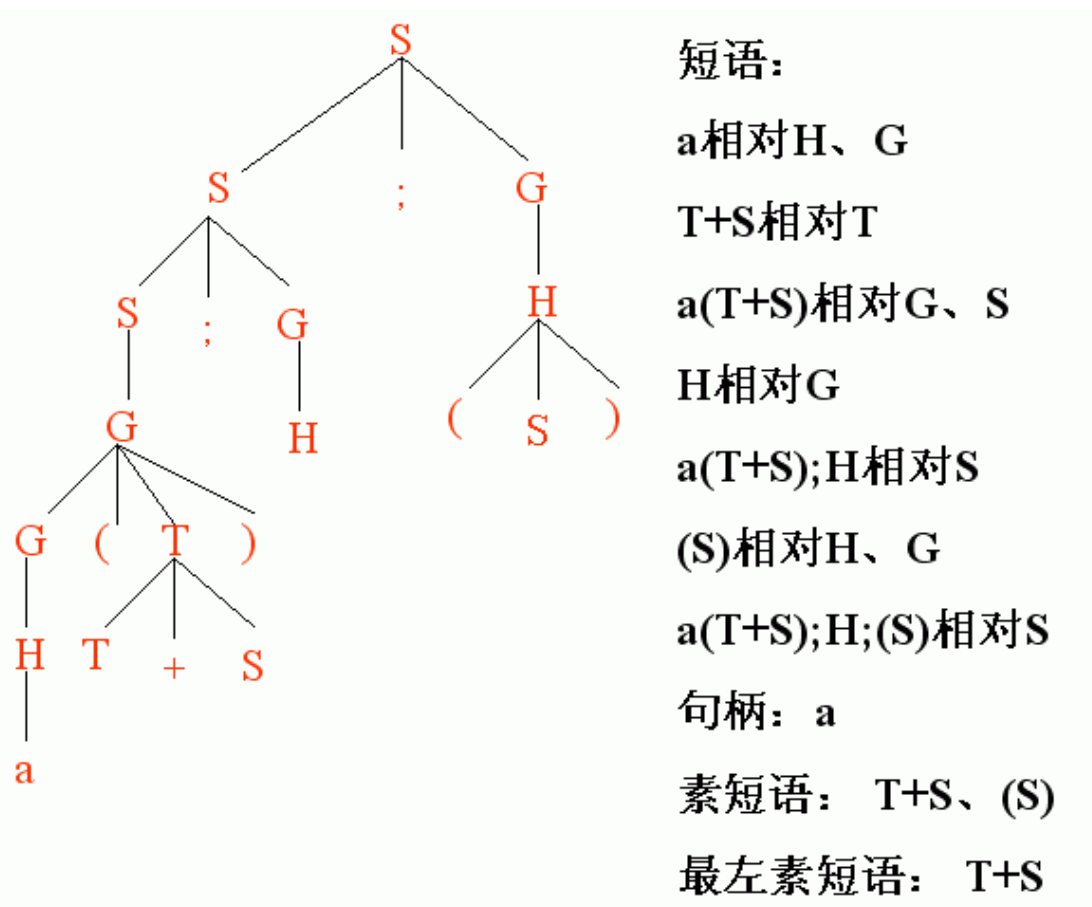 S
短语：
a相对H、G
S ; G
T+S相对T
S ; G H
a(T+S)相对G、S
H相对G
G H ( S )
a(T+S);H相对S
G ( T )
(S)相对H、G
H T + S
a(T+S);H;(S)相对S
句柄：a
a
素短语： T+S、(S)
最左素短语： T+S